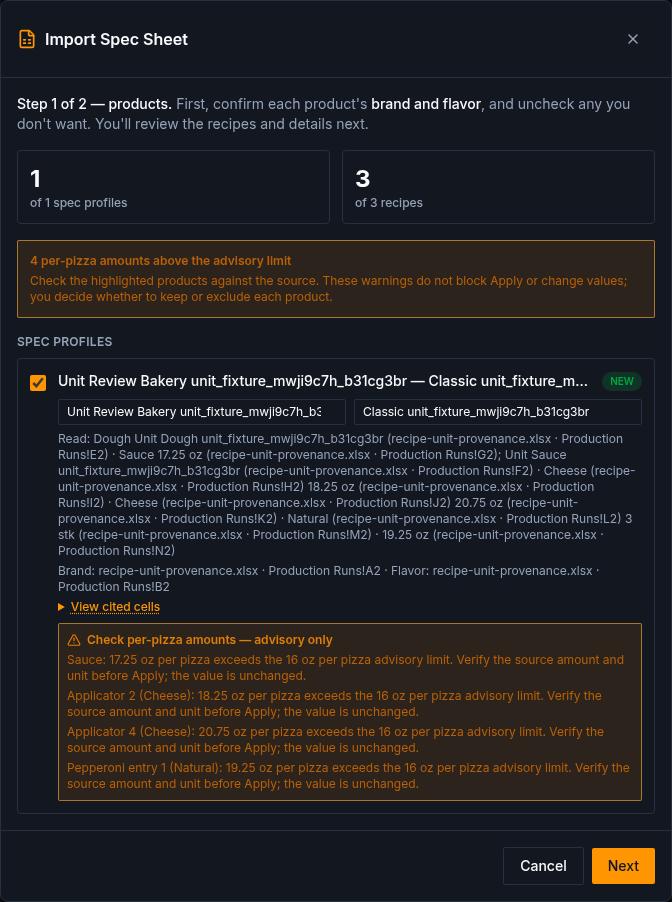 Import Spec Sheet
Step 1 of 2 — products. First, confirm each product's brand and flavor, and uncheck any you
don't want. You'll review the recipes and details next.
1
of 1 spec profiles
3
of 3 recipes
4 per-pizza amounts above the advisory limit
Check the highlighted products against the source. These warnings do not block Apply or change values;
you decide whether to keep or exclude each product.
SPEC PROFILES
Unit Review Bakery unit_fixture_mwji9c7h_b31cg3br — Classic unit_fixture_m...
NEW
Unit Review Bakery unit_fixture_mwji9c7h_b3
Classic unit_fixture_mwji9c7h_b31cg3br
Read: Dough Unit Dough unit_fixture_mwji9c7h_b31cg3br (recipe-unit-provenance.xlsx · Production
Runs!E2) · Sauce 17.25 oz (recipe-unit-provenance.xlsx · Production Runs!G2); Unit Sauce
unit_fixture_mwji9c7h_b31cg3br (recipe-unit-provenance.xlsx · Production Runs!F2) · Cheese (recipe-
unit-provenance.xlsx · Production Runs!H2) 18.25 oz (recipe-unit-provenance.xlsx · Production
Runs!I2) · Cheese (recipe-unit-provenance.xlsx · Production Runs!J2) 20.75 oz (recipe-unit-
provenance.xlsx · Production Runs!K2) · Natural (recipe-unit-provenance.xlsx · Production Runs!L2) 3
stk (recipe-unit-provenance.xlsx · Production Runs!M2) · 19.25 oz (recipe-unit-provenance.xlsx ·
Production Runs!N2)
Brand: recipe-unit-provenance.xlsx · Production Runs!A2 · Flavor: recipe-unit-provenance.xlsx ·
Production Runs!B2
View cited cells
Check per-pizza amounts — advisory only
Sauce: 17.25 oz per pizza exceeds the 16 oz per pizza advisory limit. Verify the source amount and
unit before Apply; the value is unchanged.
Applicator 2 (Cheese): 18.25 oz per pizza exceeds the 16 oz per pizza advisory limit. Verify the
source amount and unit before Apply; the value is unchanged.
Applicator 4 (Cheese): 20.75 oz per pizza exceeds the 16 oz per pizza advisory limit. Verify the
source amount and unit before Apply; the value is unchanged.
Pepperoni entry 1 (Natural): 19.25 oz per pizza exceeds the 16 oz per pizza advisory limit. Verify the
source amount and unit before Apply; the value is unchanged.
Cancel
Next